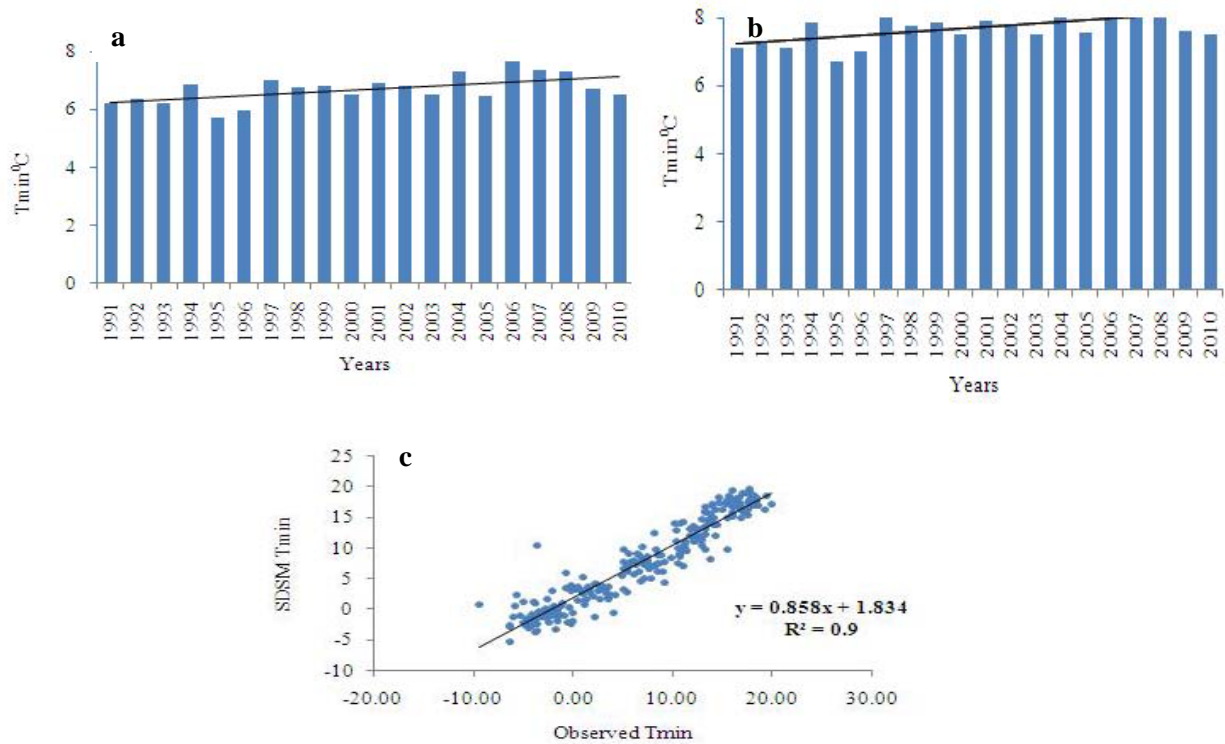 a
8
6
4
2
0
Tmin⁰C
1991 1992 1993 1994 1995 1996 1997 1998 1999 2000 2001 2002 2003 2004 2005 2006 2007 2008 2009 2010
Years
b
8
6
4
2
0
Tmin⁰C
1991 1992 1993 1994 1995 1996 1997 1998 1999 2000 2001 2002 2003 2004 2005 2006 2007 2008 2009 2010
Years
c
25
20
15
10
5
0
-5
-10
SDSM Tmin
y = 0.858x + 1.834
R² = 0.9
-20.00 -10.00 0.00 10.00 20.00 30.00
Observed Tmin